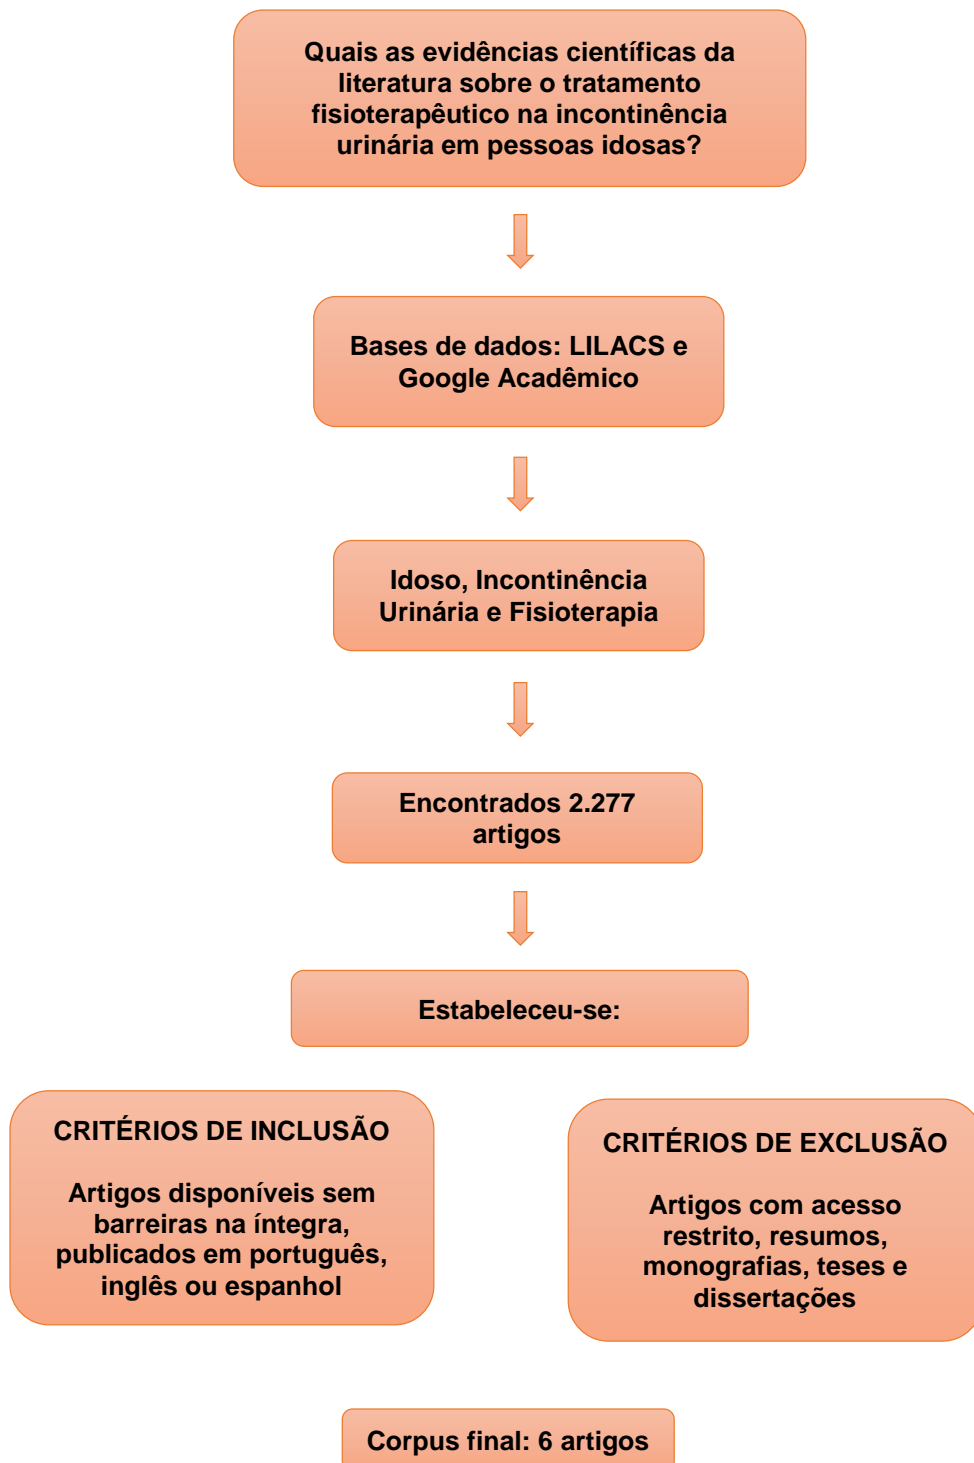 Quais as evidências científicas da
literatura sobre o tratamento
fisioterapêutico na incontinência
urinária em pessoas idosas?
Bases de dados: LILACS e
Google Acadêmico
Idoso, Incontinência
Urinária e Fisioterapia
Encontrados 2.277
artigos
Estabeleceu-se:
CRITÉRIOS DE INCLUSÃO
Artigos disponíveis sem
barreiras na íntegra,
publicados em português,
inglês ou espanhol
CRITÉRIOS DE EXCLUSÃO
Artigos com acesso
restrito, resumos,
monografias, teses e
dissertações
Corpus final: 6 artigos